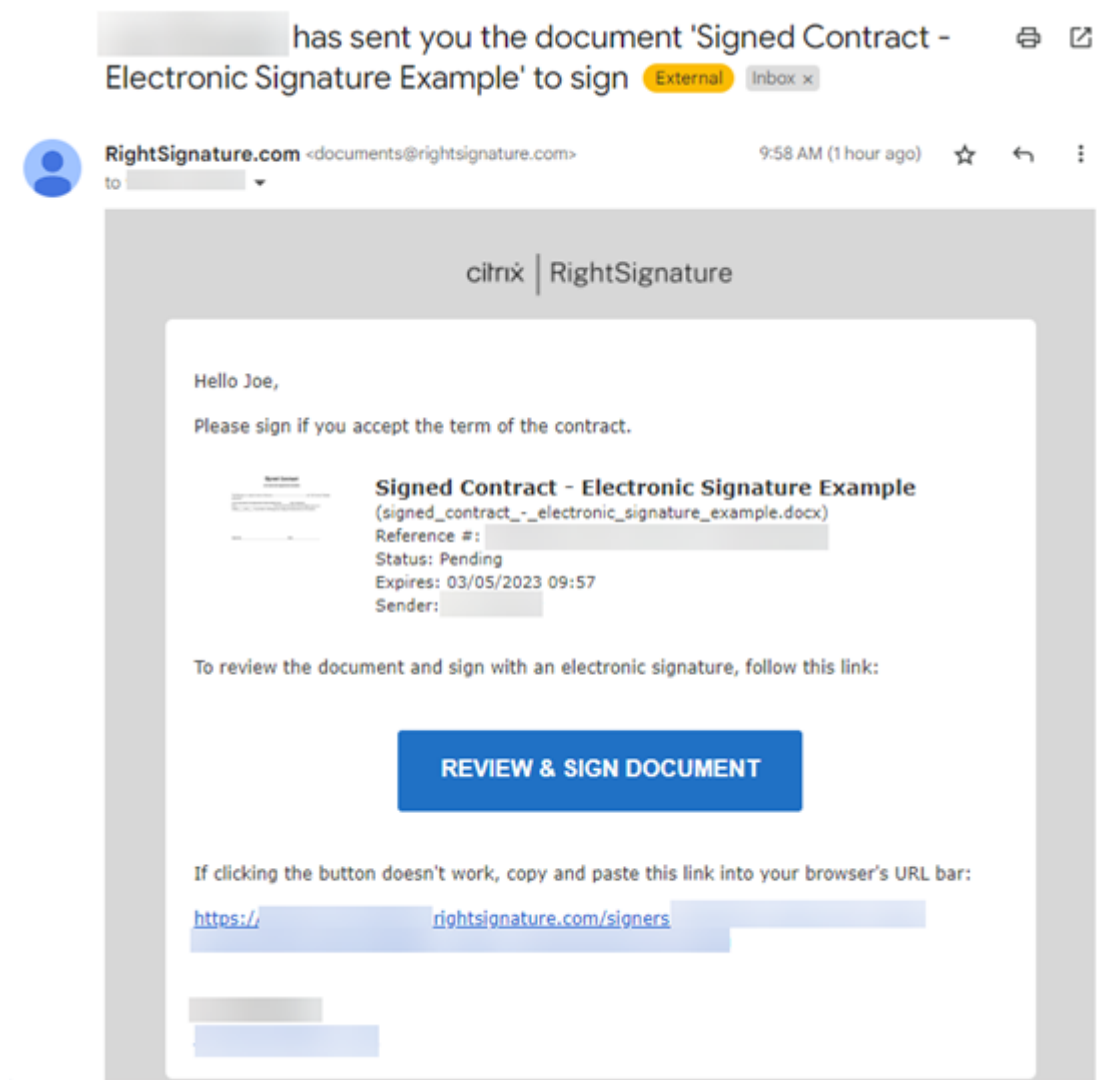 has sent you the document 'Signed Contract -
Electronic Signature Example' to sign External Inbox x
RightSignature.com <documents@rightsignature.com> 9:58 AM (1 hour ago)
to
citrix | RightSignature
Hello Joe,
Please sign if you accept the term of the contract.
Signed Contract
Signed Contract - Electronic Signature Example
(signed_contract_-_electronic_signature_example.docx)
Reference #:
Status: Pending
Expires: 03/05/2023 09:57
Sender:
To review the document and sign with an electronic signature, follow this link:
REVIEW & SIGN DOCUMENT
If clicking the button doesn't work, copy and paste this link into your browser's URL bar:
https:// rightsignature.com/signers